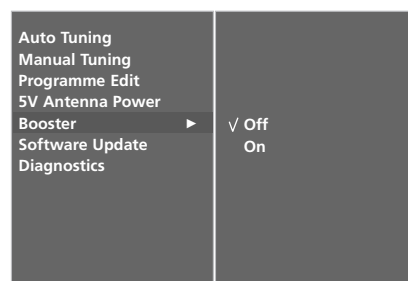 Auto Tuning
Manual Tuning
Programme Edit
5V Antenna Power
Booster ►
Software Update
Diagnostics
√ Off
On